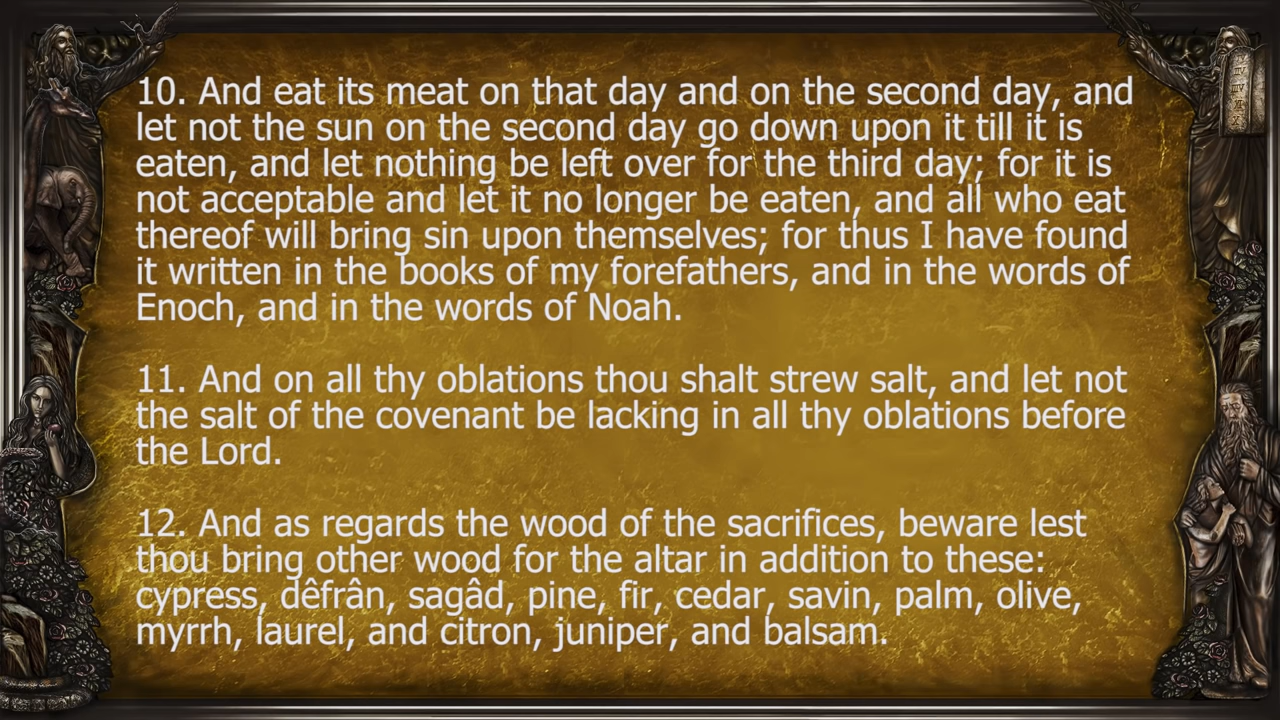 10. And eat its meat on that day and on the second day, and
let not the sun on the second day go down upon it till it is
eaten, and let nothing be left over for the third day; for it is
not acceptable and let it no longer be eaten, and all who eat
thereof will bring sin upon themselves; for thus I have found
it written in the books of my forefathers, and in the words of
Enoch, and in the words of Noah.
11. And on all thy oblations thou shalt strew salt, and let not
the salt of the covenant be lacking in all thy oblations before
the Lord.
12. And as regards the wood of the sacrifices, beware lest
thou bring other wood for the altar in addition to these:
cypress, dêfrân, sagâd, pine, fir, cedar, savin, palm, olive,
myrrh, laurel, and citron, juniper, and balsam.